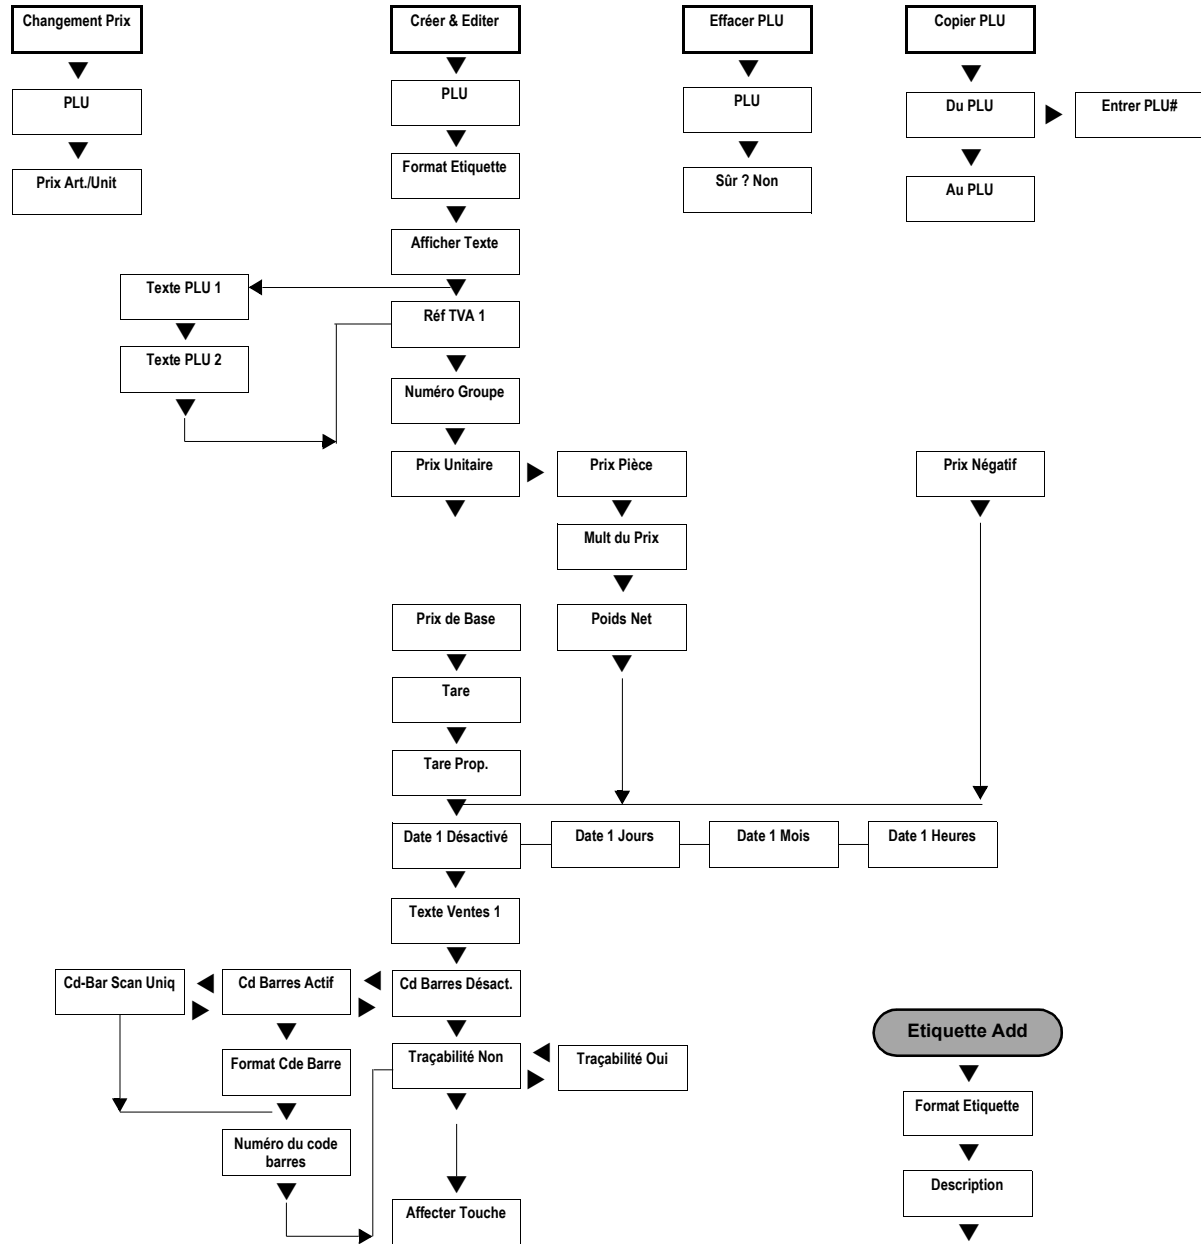 Changement Prix
Créer & Editer
Effacer PLU
Copier PLU
PLU
PLU
PLU
Du PLU
Entrer PLU#
Prix Art./Unit
Format Etiquette
Sûr ? Non
Au PLU
Afficher Texte
Texte PLU 1
Réf TVA 1
Texte PLU 2
Numéro Groupe
Prix Unitaire
Prix Pièce
Prix Négatif
Mult du Prix
Prix de Base
Poids Net
Tare
Tare Prop.
Date 1 Désactivé
Date 1 Jours
Date 1 Mois
Date 1 Heures
Texte Ventes 1
Cd-Bar Scan Uniq
Cd Barres Actif
Cd Barres Désact.
Etiquette Add
Format Cde Barre
Traçabilité Non
Traçabilité Oui
Format Etiquette
Numéro du code
barres
Description
Affecter Touche